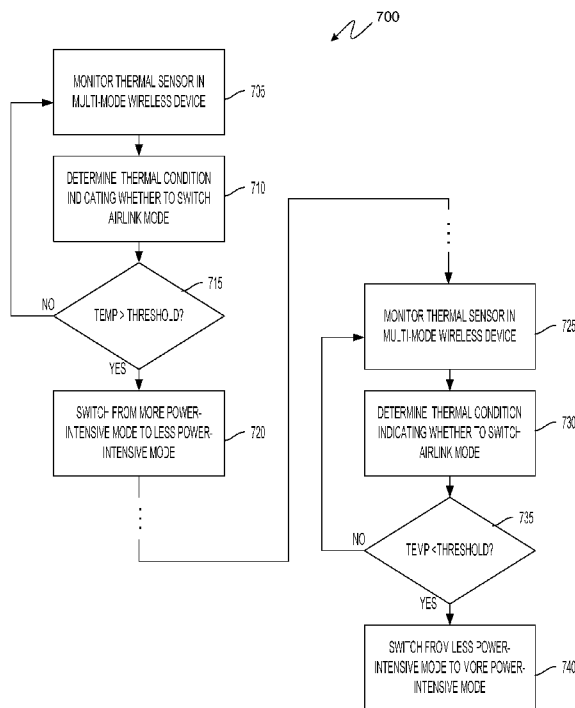 700
MONITOR THERMAL SENSOR IN
MULTI-MODE WIRELESS DEVICE
705
DETERMINE THERMAL CONDITION
INDICATING WHETHER TO SWITCH
AIRLINK MODE
710
715
TEMP > THRESHOLD?
NO
YES
SWITCH FROM MORE POWER-
INTENSIVE MODE TO LESS POWER-
INTENSIVE MODE
720
MONITOR THERMAL SENSOR IN
MULTI-MODE WIRELESS DEVICE
725
DETERMINE THERMAL CONDITION
INDICATING WHETHER TO SWITCH
AIRLINK MODE
730
735
TEMP <THRESHOLD?
NO
YES
SWITCH FROM LESS POWER-
INTENSIVE MODE TO MORE POWER-
INTENSIVE MODE
740